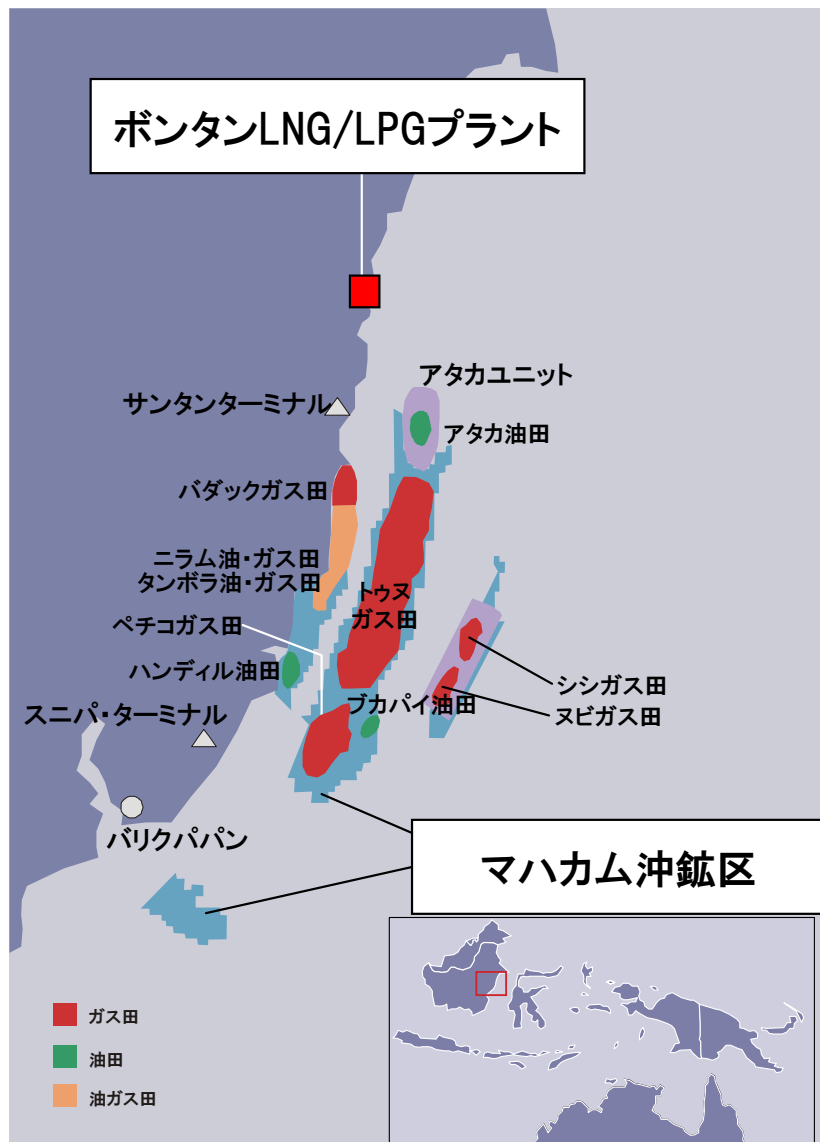 ボンタンLNG/LPGプラント
アタカユニット
サンタンターミナル
アタカ油田
バダックガス田
ニラム油・ガス田
タンボラ油・ガス田
トゥヌ
ガス田
ペチコガス田
ハンディル油田
シシガス田
ブカパイ油田
ヌビガス田
スニパ・ターミナル
バリクパパン
マハカム沖鉱区
ガス田
油田
油ガス田